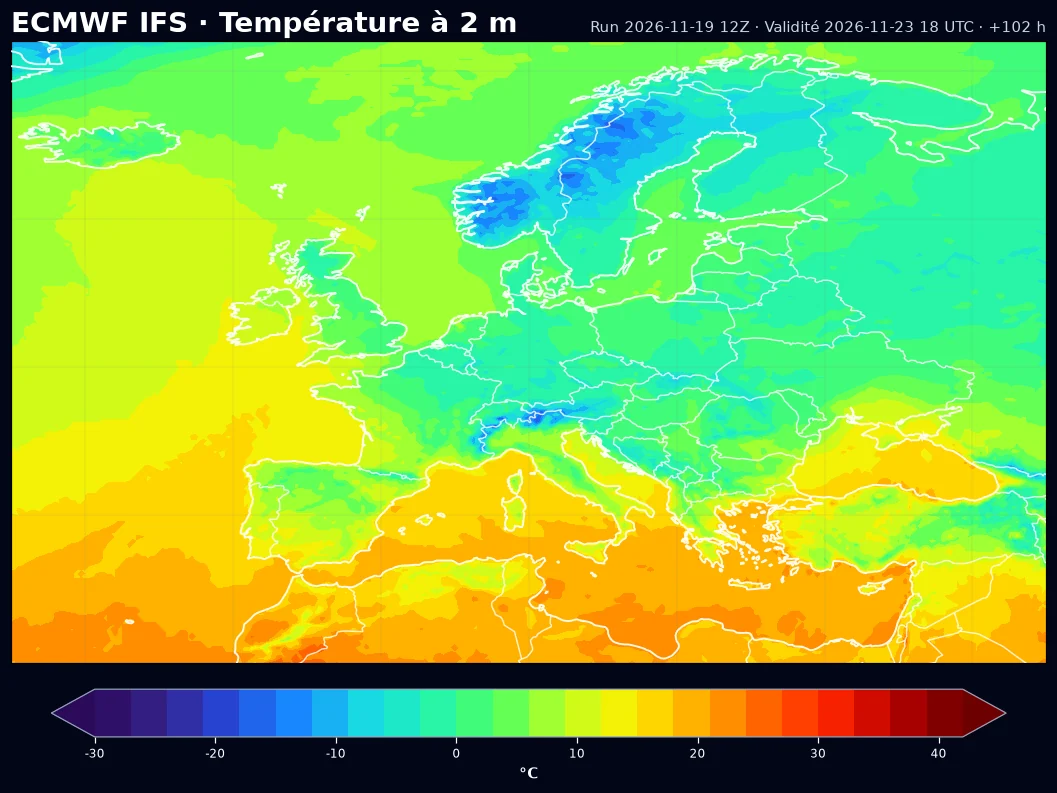 ECMWF IFS · Température à 2 m
Run 2026-11-19 12Z · Validité 2026-11-23 18 UTC · +102 h
-30 -20 -10 0 10 20 30 40
°C